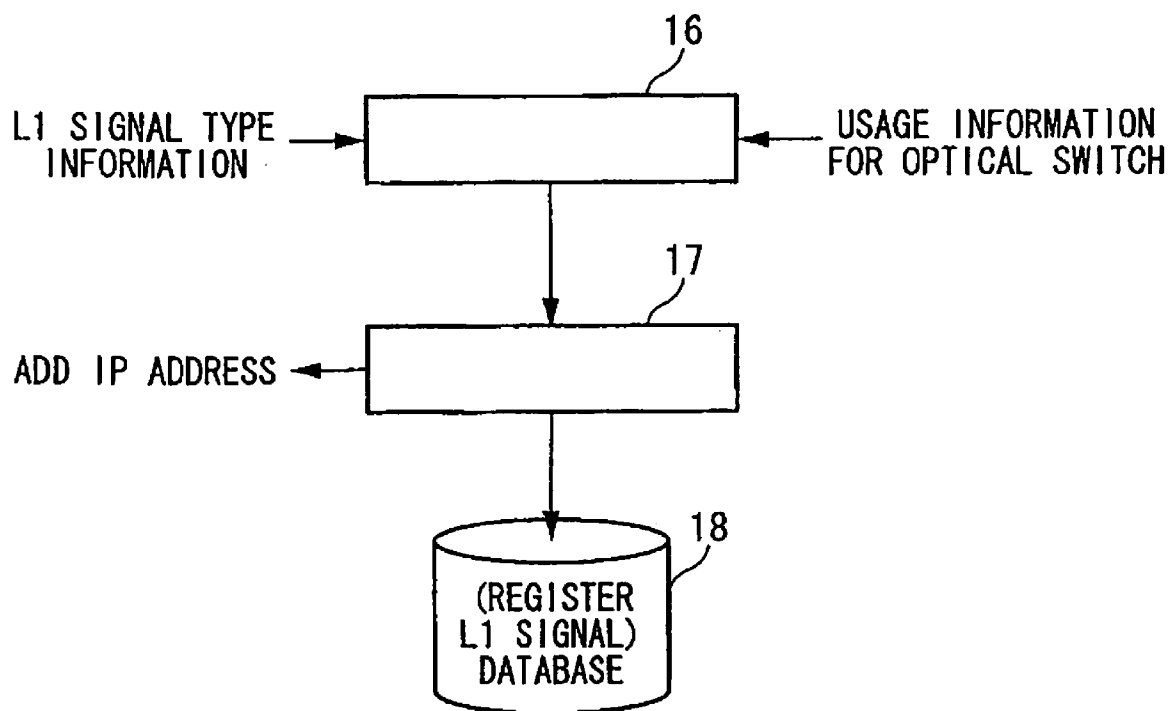 16
L1 SIGNAL TYPE
INFORMATION
USAGE INFORMATION
FOR OPTICAL SWITCH
17
ADD IP ADDRESS
18
(REGISTER
L1 SIGNAL)
DATABASE